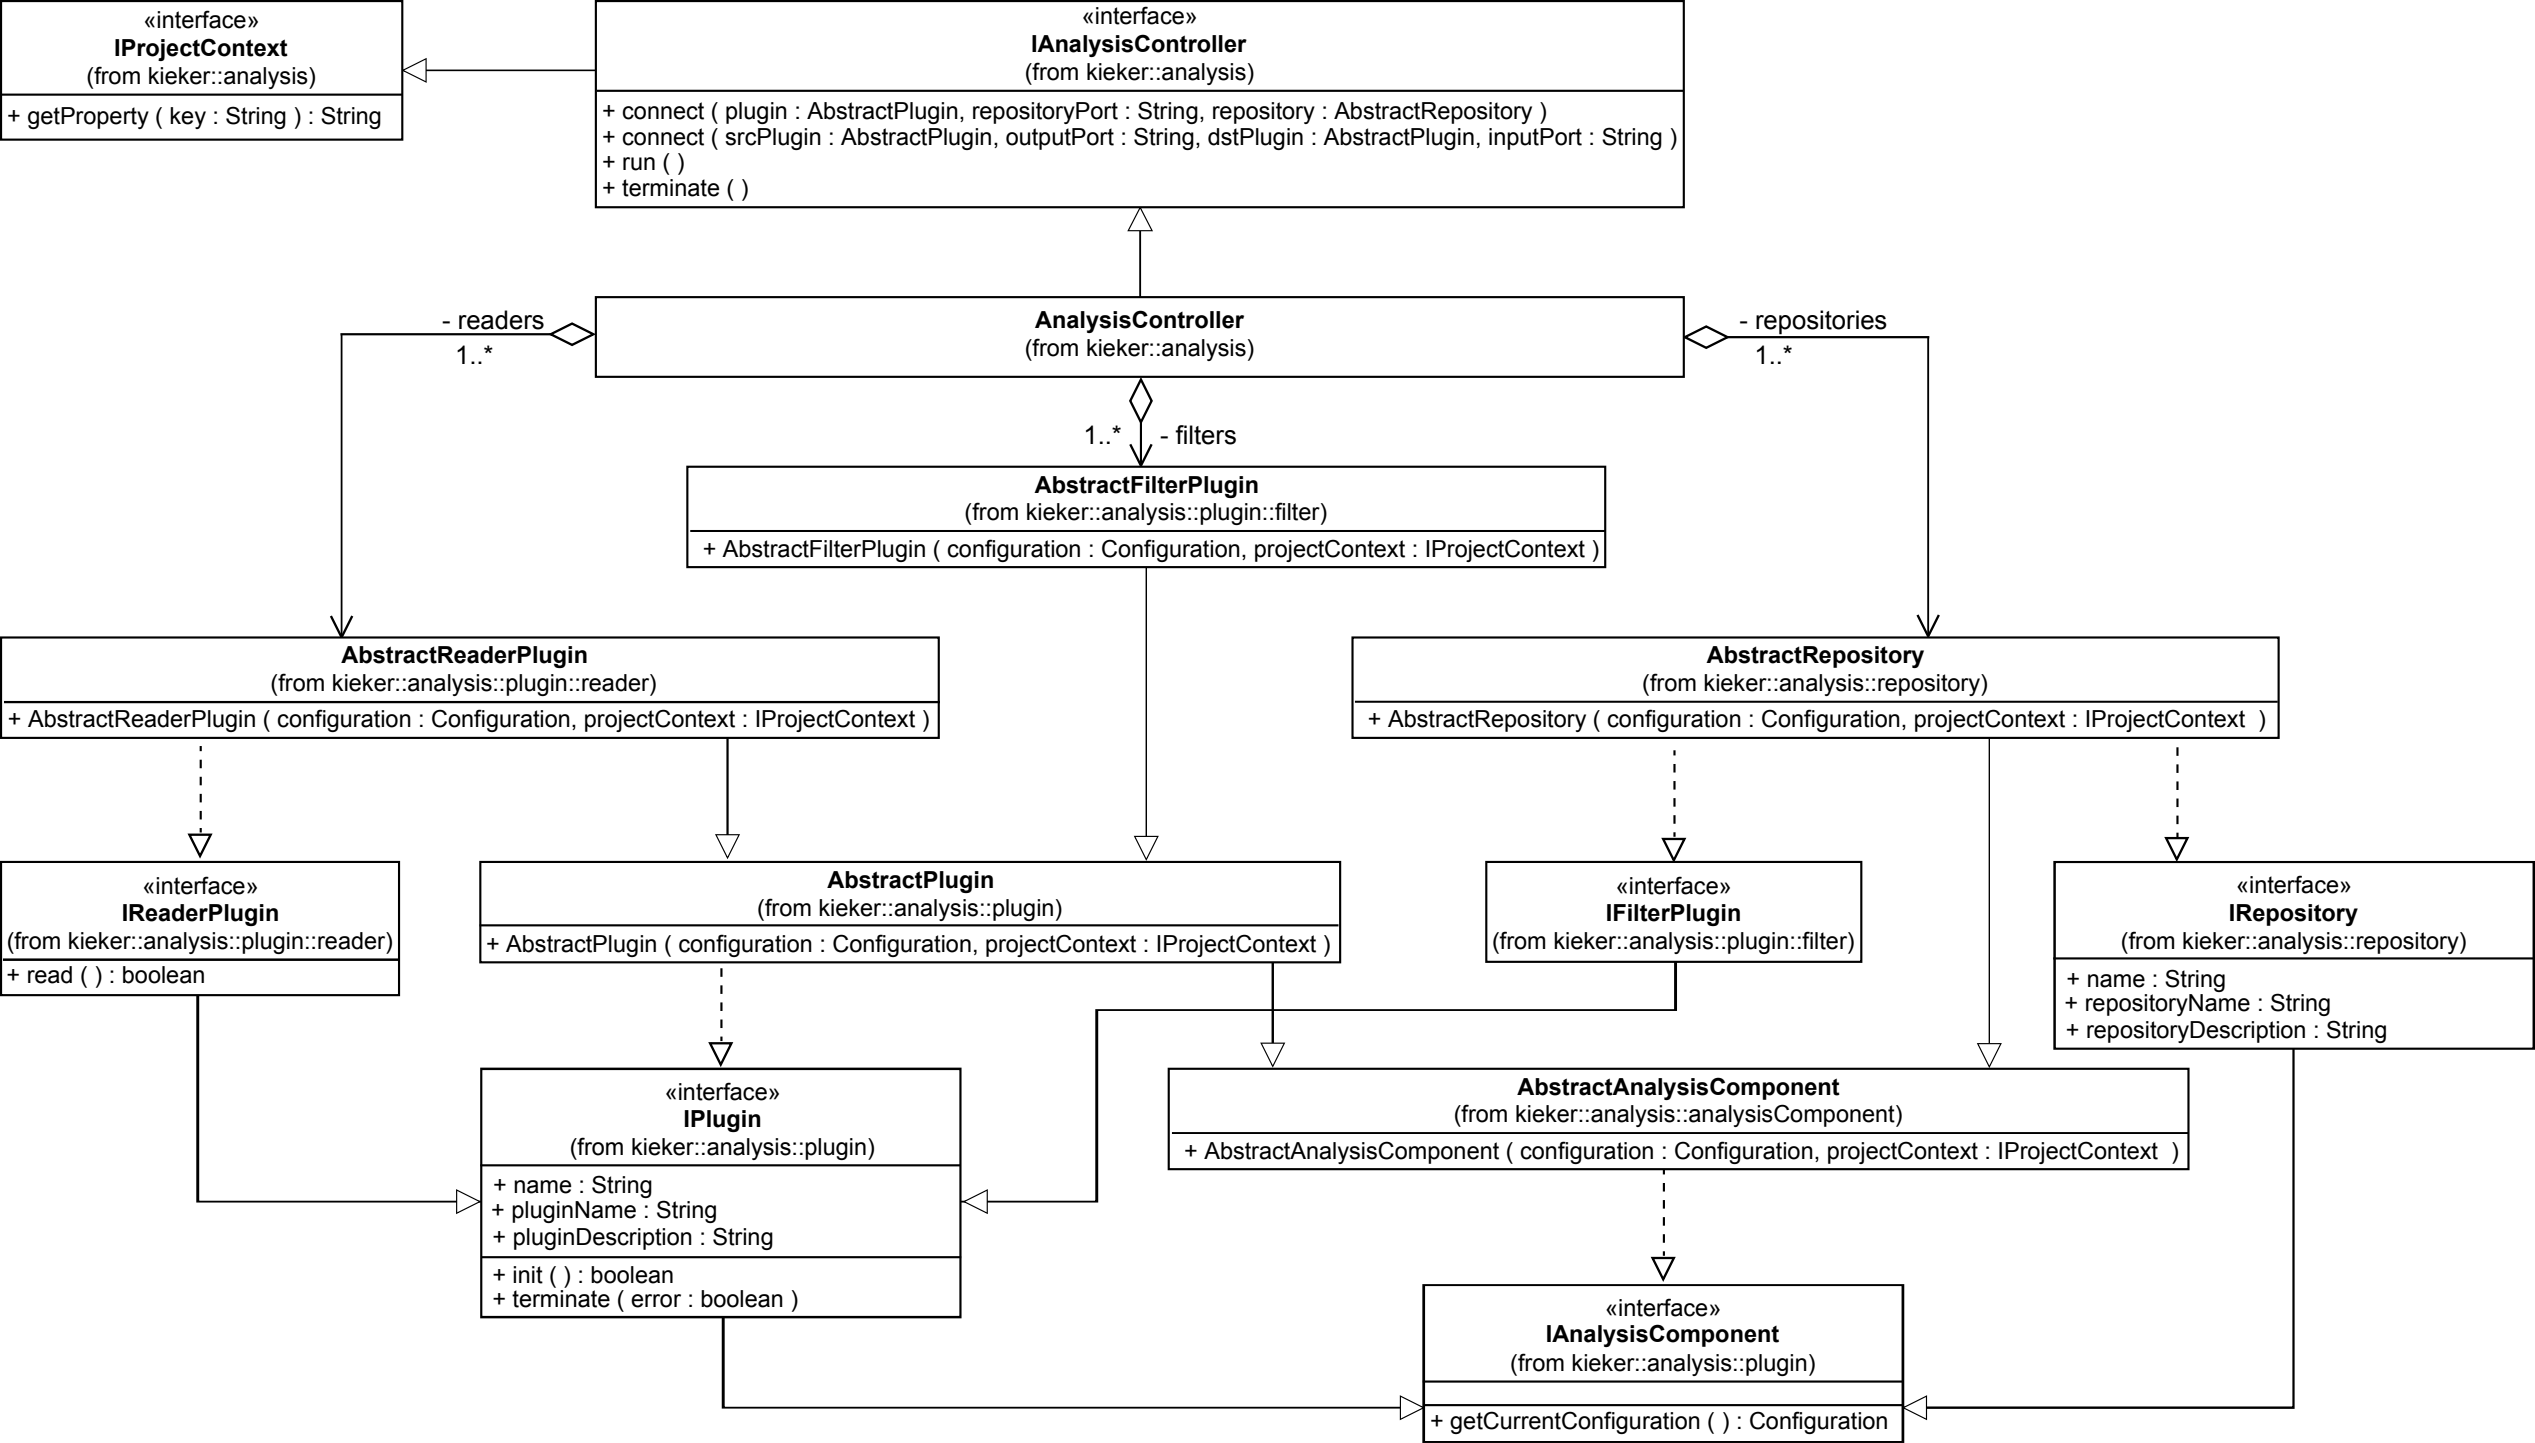 «interface»
IProjectContext
(from kieker::analysis)
+ getProperty ( key : String ) : String
«interface»
IAnalysisController
(from kieker::analysis)
+ connect ( plugin : AbstractPlugin, repositoryPort : String, repository : AbstractRepository )
+ connect ( srcPlugin : AbstractPlugin, outputPort : String, dstPlugin : AbstractPlugin, inputPort : String )
+ run ( )
+ terminate ( )
- readers
1..*
AnalysisController
(from kieker::analysis)
- repositories
1..*
1..*
- filters
AbstractFilterPlugin
(from kieker::analysis::plugin::filter)
+ AbstractFilterPlugin ( configuration : Configuration, projectContext : IProjectContext )
AbstractReaderPlugin
(from kieker::analysis::plugin::reader)
+ AbstractReaderPlugin ( configuration : Configuration, projectContext : IProjectContext )
AbstractRepository
(from kieker::analysis::repository)
+ AbstractRepository ( configuration : Configuration, projectContext : IProjectContext )
«interface»
IReaderPlugin
(from kieker::analysis::plugin::reader)
+ read ( ) : boolean
AbstractPlugin
(from kieker::analysis::plugin)
+ AbstractPlugin ( configuration : Configuration, projectContext : IProjectContext )
«interface»
IFilterPlugin
(from kieker::analysis::plugin::filter)
«interface»
IRepository
(from kieker::analysis::repository)
+ name : String
+ repositoryName : String
+ repositoryDescription : String
«interface»
IPlugin
(from kieker::analysis::plugin)
+ name : String
+ pluginName : String
+ pluginDescription : String
+ init ( ) : boolean
+ terminate ( error : boolean )
AbstractAnalysisComponent
(from kieker::analysis::analysisComponent)
+ AbstractAnalysisComponent ( configuration : Configuration, projectContext : IProjectContext )
«interface»
IAnalysisComponent
(from kieker::analysis::plugin)
+ getCurrentConfiguration ( ) : Configuration